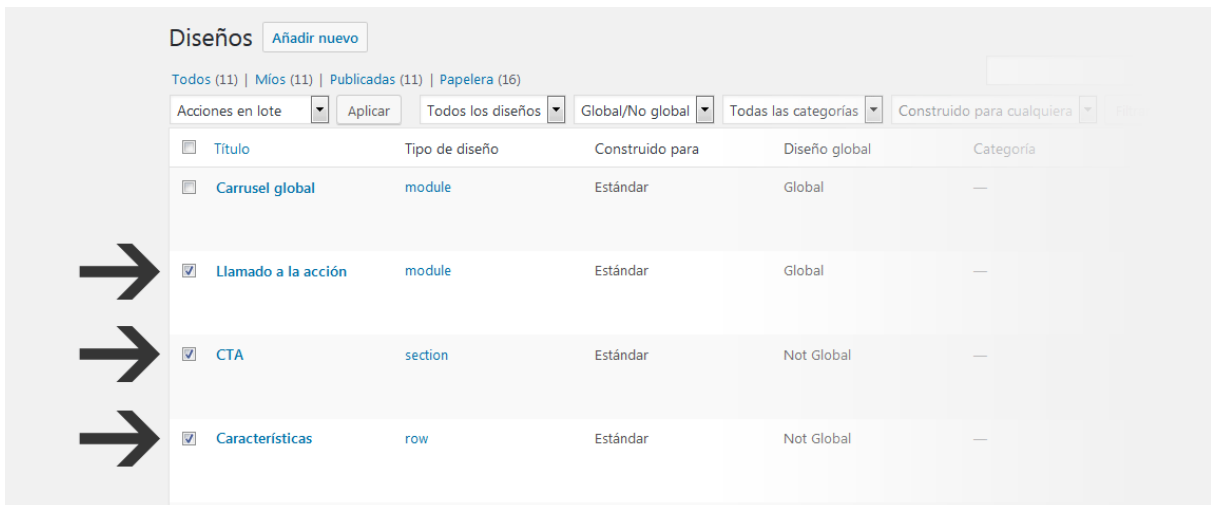 Diseños Añadir nuevo
Todos (11) | Míos (11) | Publicadas (11) | Papelera (16)
Acciones en lote Aplicar Todos los diseños Global/No global Todas las categorías Construido para cualquiera
Título Tipo de diseño Construido para Diseño global Categoría
Carrusel global module Estándar Global —
Llamado a la acción module Estándar Global —
CTA section Estándar Not Global —
Características row Estándar Not Global —